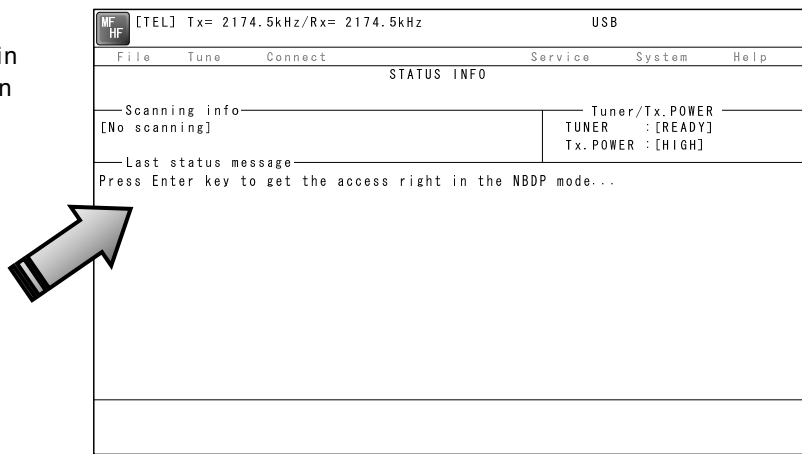 in
n
MF
HF
[TEL] Tx= 2174.5kHz/Rx= 2174.5kHz USB
File Tune Connect Service System Help
STATUS INFO
Scanning info
[No scanning]
Tuner/Tx.POWER
TUNER :[READY]
Tx.POWER :[HIGH]
Last status message
Press Enter key to get the access right in the NBDP mode...